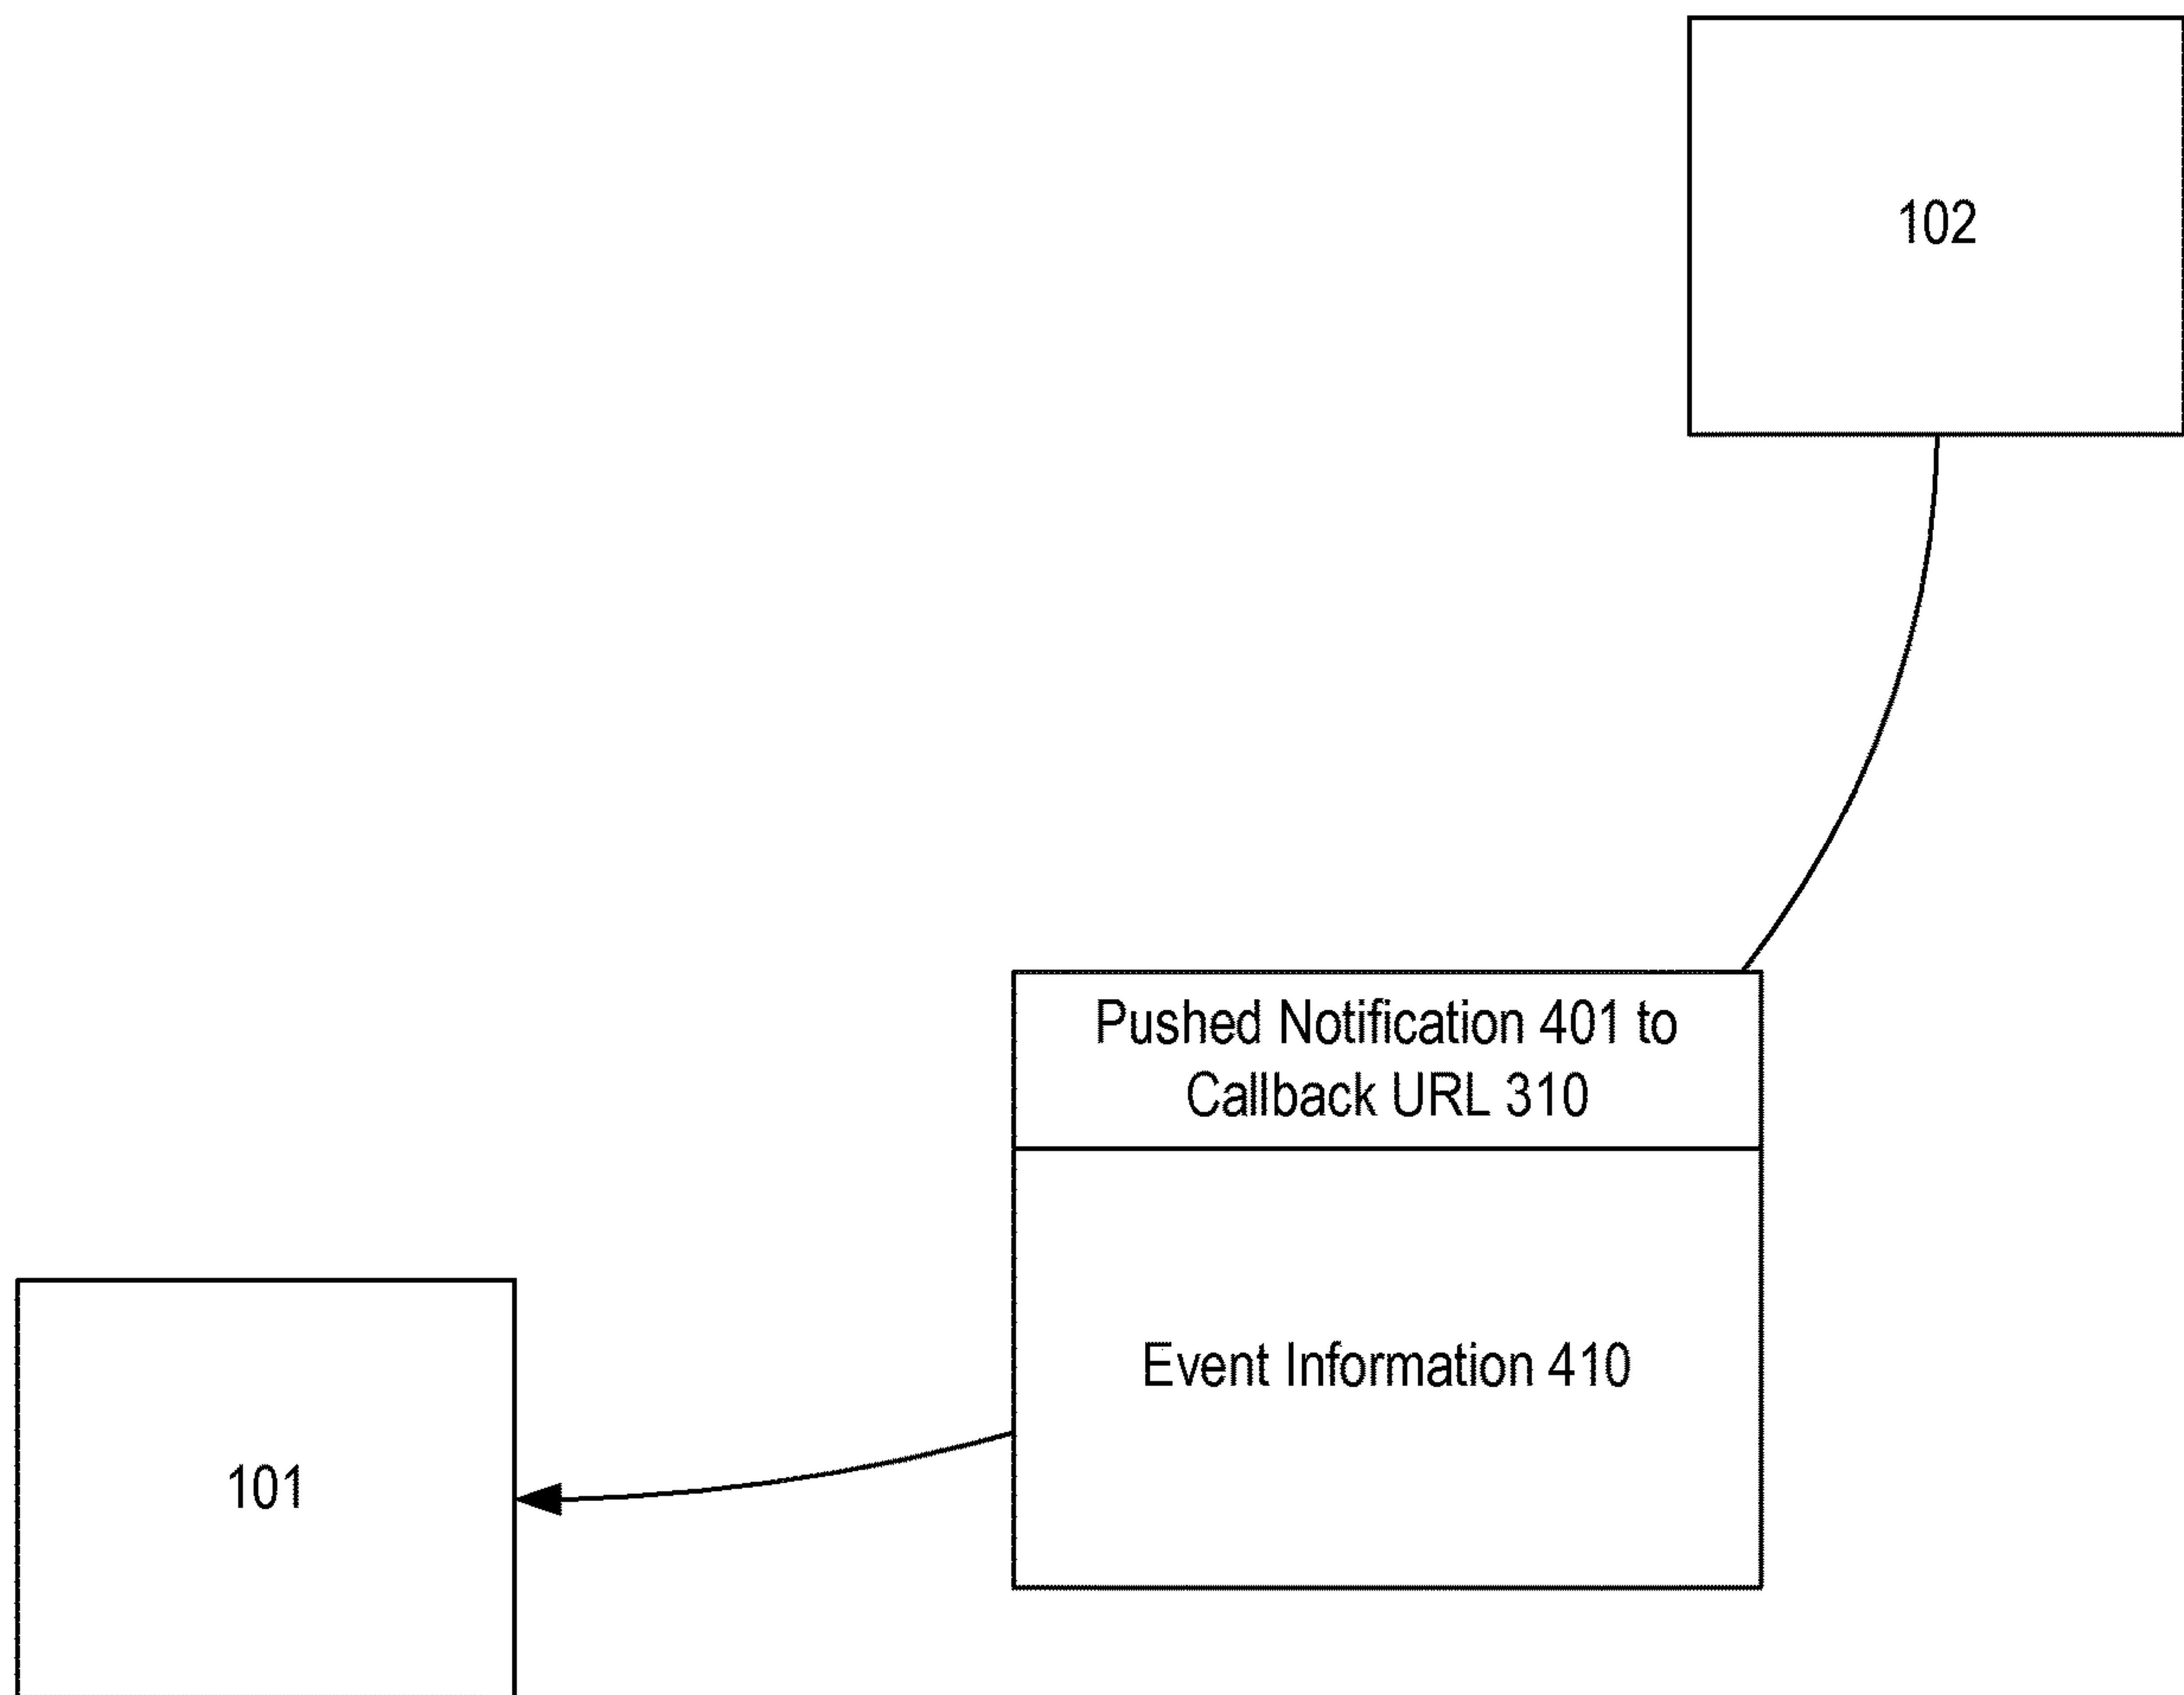 102
Pushed Notification 401 to
Callback URL 310
Event Information 410
101